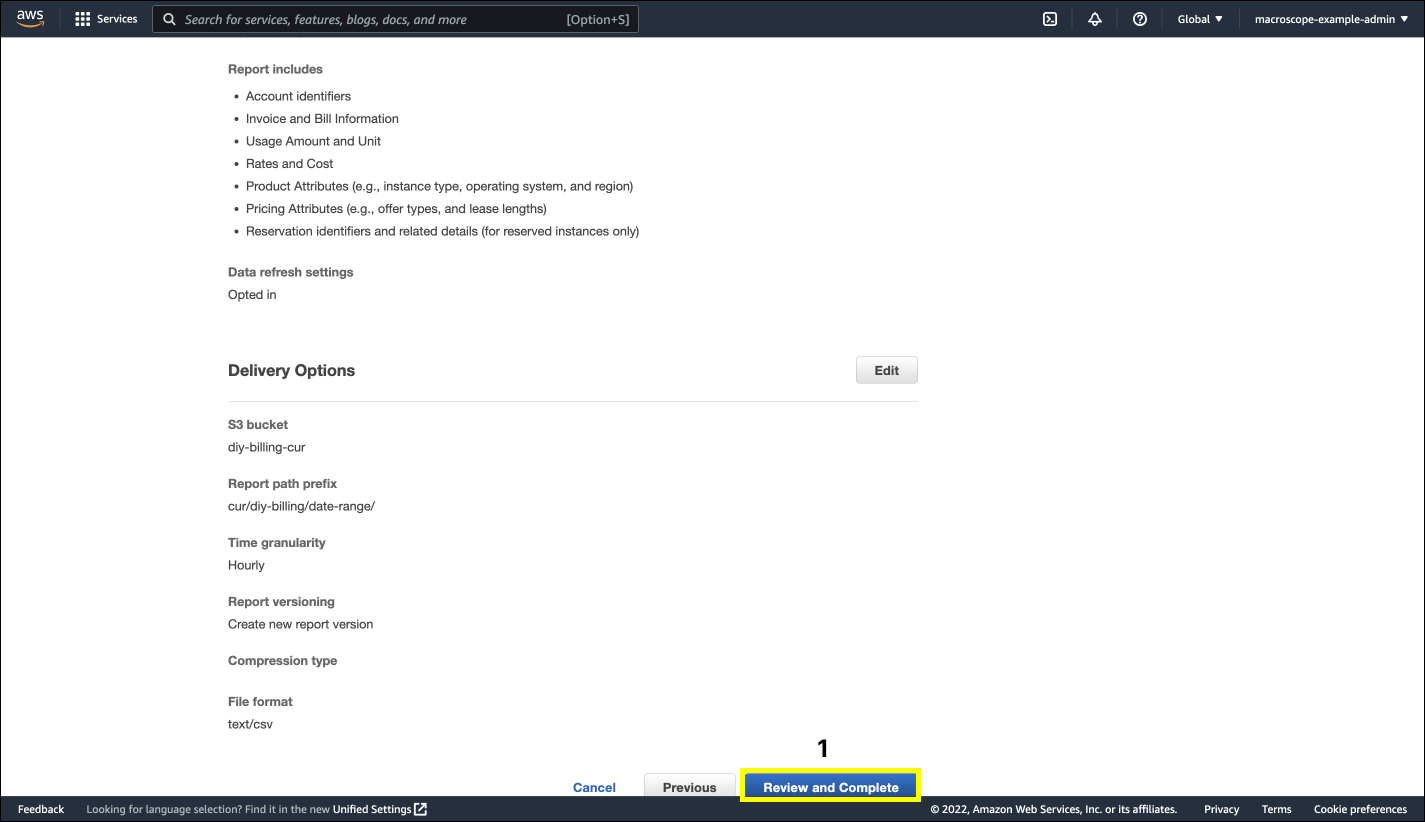 aws Services Search for services, features, blogs, docs, and more [Option+S] Global ▼ macroscope-example-admin ▼
Report includes
• Account identifiers
• Invoice and Bill Information
• Usage Amount and Unit
• Rates and Cost
• Product Attributes (e.g., instance type, operating system, and region)
• Pricing Attributes (e.g., offer types, and lease lengths)
• Reservation identifiers and related details (for reserved instances only)
Data refresh settings
Opted in
Delivery Options Edit
S3 bucket
diy-billing-cur
Report path prefix
cur/diy-billing/date-range/
Time granularity
Hourly
Report versioning
Create new report version
Compression type
File format
text/csv
1
Cancel Previous Review and Complete
Feedback Looking for language selection? Find it in the new Unified Settings © 2022, Amazon Web Services, Inc. or its affiliates. Privacy Terms Cookie preferences